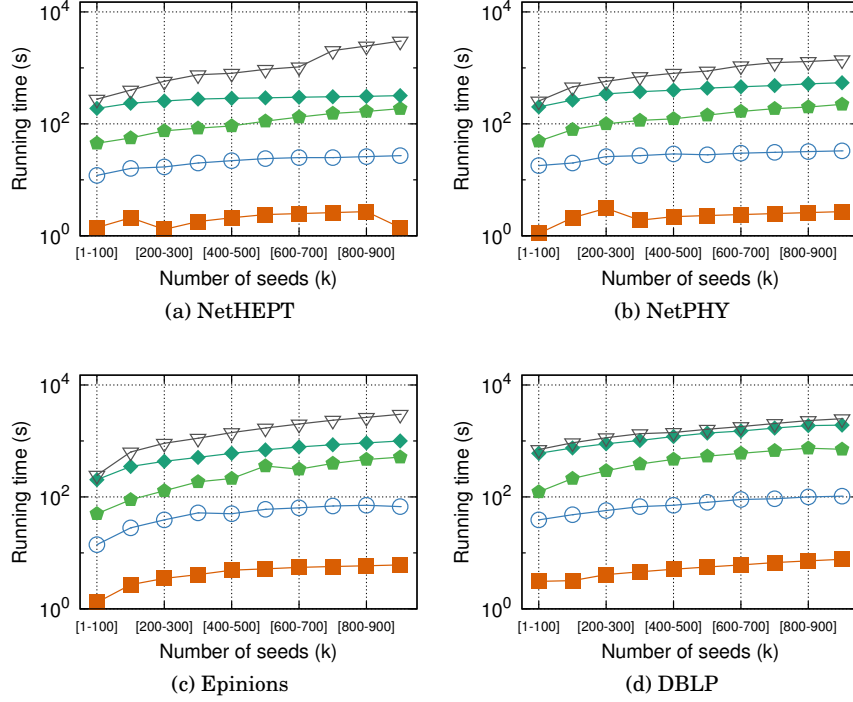 10^4
10^2
10^0
Running time (s)
[1-100] [200-300] [400-500] [600-700] [800-900]
Number of seeds (k)
(a) NetHEPT
10^4
10^2
10^0
Running time (s)
[1-100] [200-300] [400-500] [600-700] [800-900]
Number of seeds (k)
(b) NetPHY
10^4
10^2
10^0
Running time (s)
[1-100] [200-300] [400-500] [600-700] [800-900]
Number of seeds (k)
(c) Epinions
10^4
10^2
10^0
Running time (s)
[1-100] [200-300] [400-500] [600-700] [800-900]
Number of seeds (k)
(d) DBLP